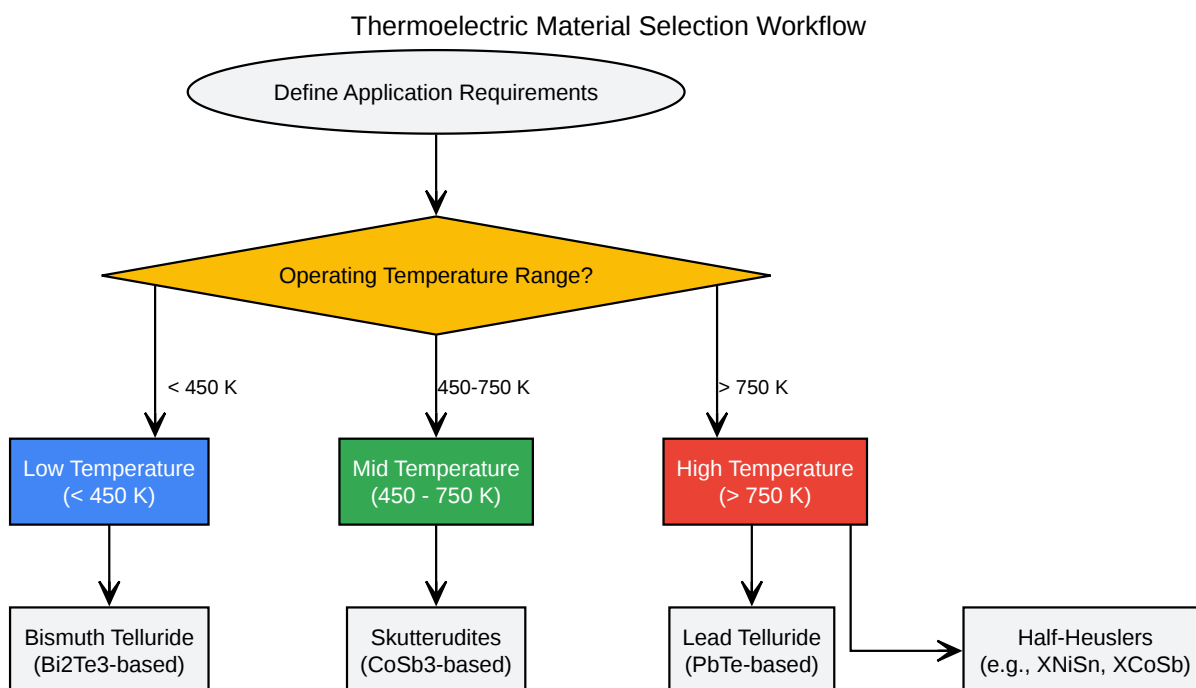 Thermoelectric Material Selection Workflow
Define Application Requirements
Operating Temperature Range?
< 450 K
450-750 K
> 750 K
Low Temperature
(< 450 K)
Mid Temperature
(450 - 750 K)
High Temperature
(> 750 K)
Bismuth Telluride
(Bi2Te3-based)
Skutterudites
(CoSb3-based)
Lead Telluride
(PbTe-based)
Half-Heuslers
(e.g., XNiSn, XCoSb)